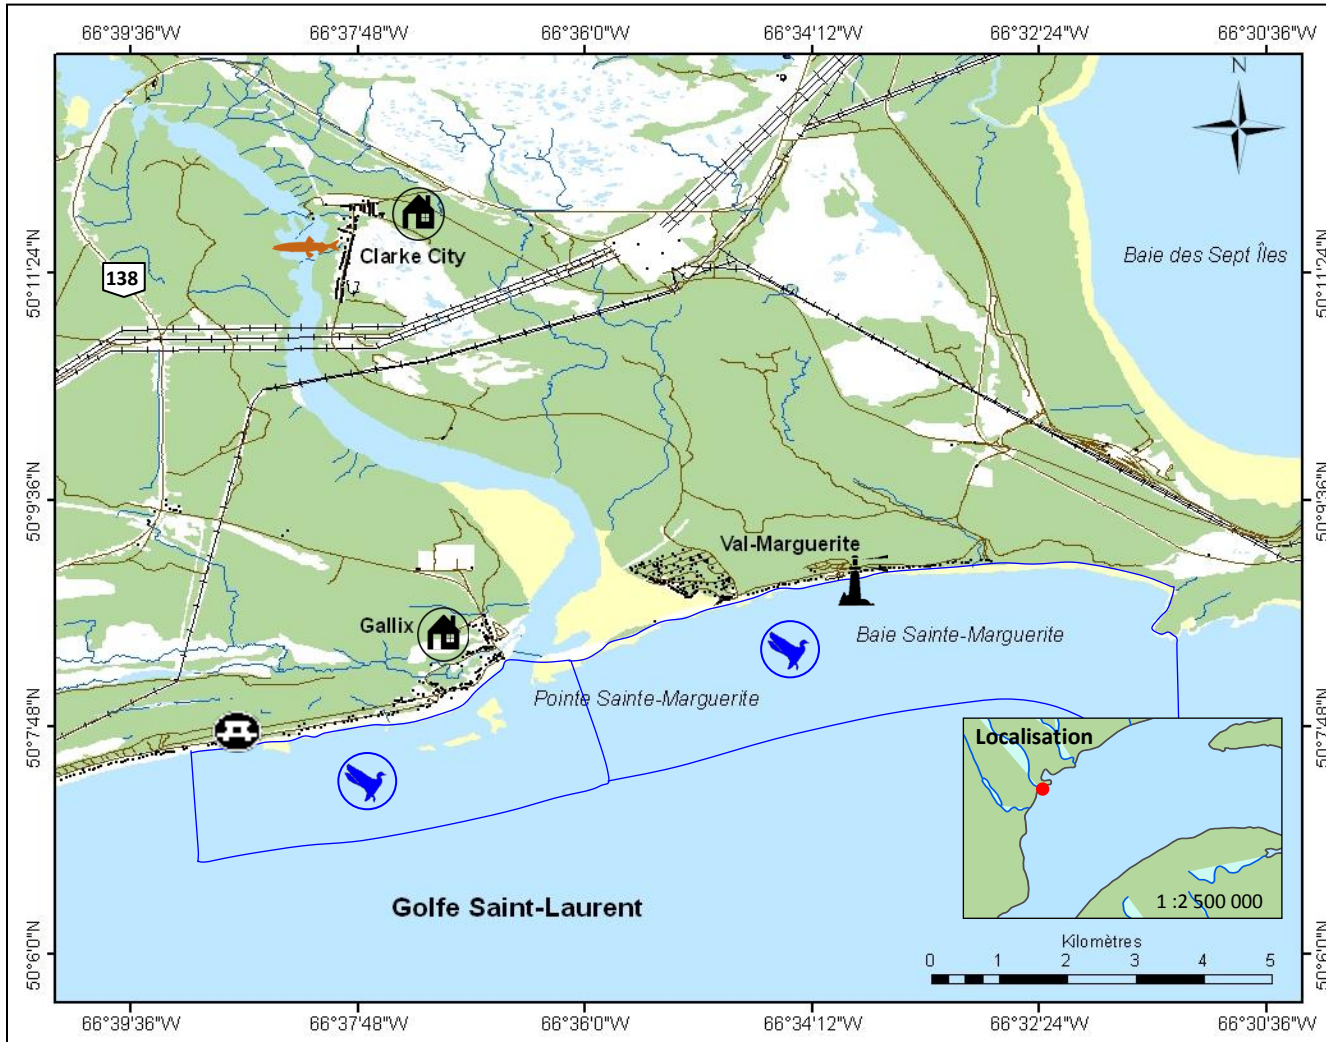 66°39'36"W 66°37'48"W 66°36'0"W 66°34'12"W 66°32'24"W 66°30'36"W
N
Baie des Sept Îles
Clarke City
138
50°11'24"N 50°11'24"N
50°9'36"N 50°9'36"N
Val-Marguerite
Gallix
Baie Sainte-Marguerite
Pointe Sainte-Marguerite
50°7'48"N 50°7'48"N
Localisation
1 :2 500 000
Golfe Saint-Laurent
Kilomètres
0 1 2 3 4 5
50°6'0"N 50°6'0"N
66°39'36"W 66°37'48"W 66°36'0"W 66°34'12"W 66°32'24"W 66°30'36"W